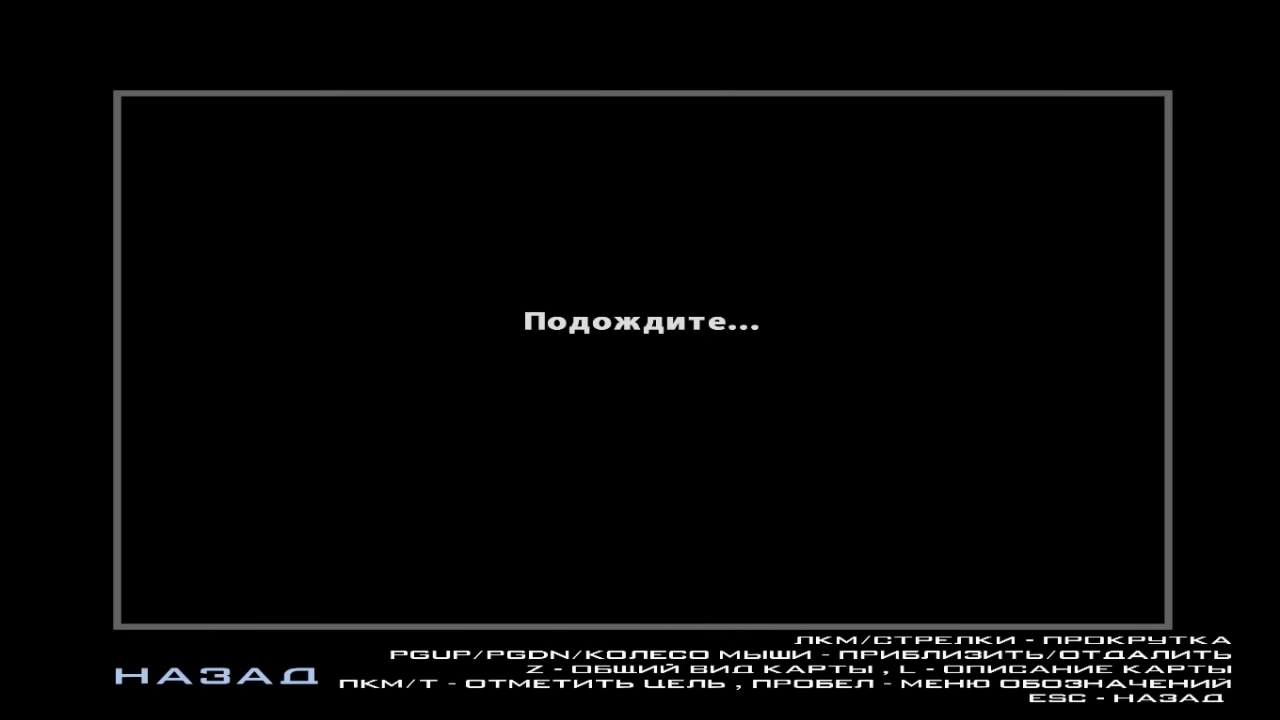 Подождите...
ЛКМ/СТРЕЛКИ - ПРОКРУТКА
PGUP/PGDN/КОЛЕСО МЫШИ - ПРИБЛИЗИТЬ/ОТДАЛИТЬ
Z - ОБЩИЙ ВИД КАРТЫ , L - ОПИСАНИЕ КАРТЫ
НАЗАД
ПКМ/T - ОТМЕТИТЬ ЦЕЛЬ , ПРОБЕЛ - МЕНЮ ОБОЗНАЧЕНИЙ
ESC - НАЗАД